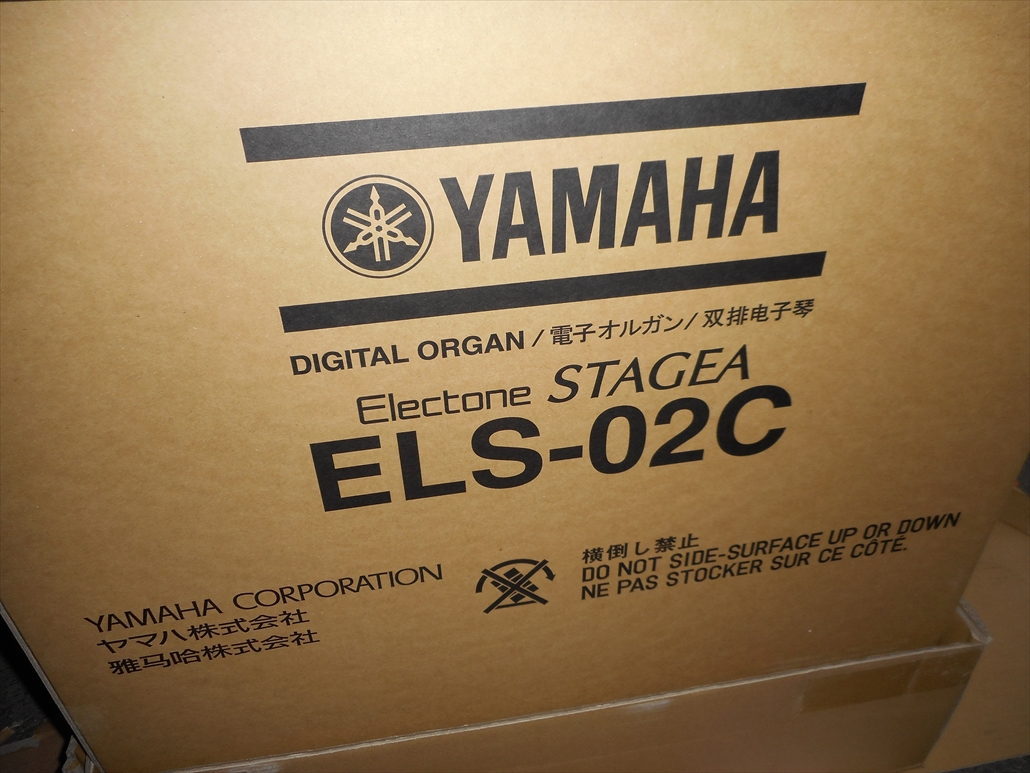 YAMAHA
DIGITAL ORGAN / 電子オルガン / 双排电子琴
Electone STAGEA
ELS-02C
横倒し禁止
DO NOT SIDE-SURFACE UP OR DOWN
NE PAS STOCKER SUR CE CÔTÉ.
YAMAHA CORPORATION
ヤマハ株式会社
雅马哈株式会社